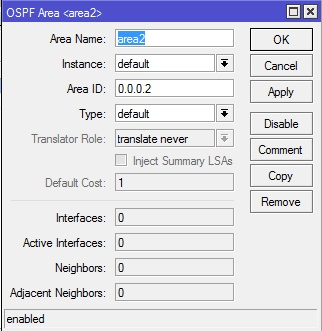 OSPF Area <area2>
Area Name: area2
OK
Instance: default
Cancel
Area ID: 0.0.0.2
Apply
Type: default
Disable
Translator Role: translate never
Comment
Inject Summary LSAs
Default Cost: 1
Copy
Remove
Interfaces: 0
Active Interfaces: 0
Neighbors: 0
Adjacent Neighbors: 0
enabled